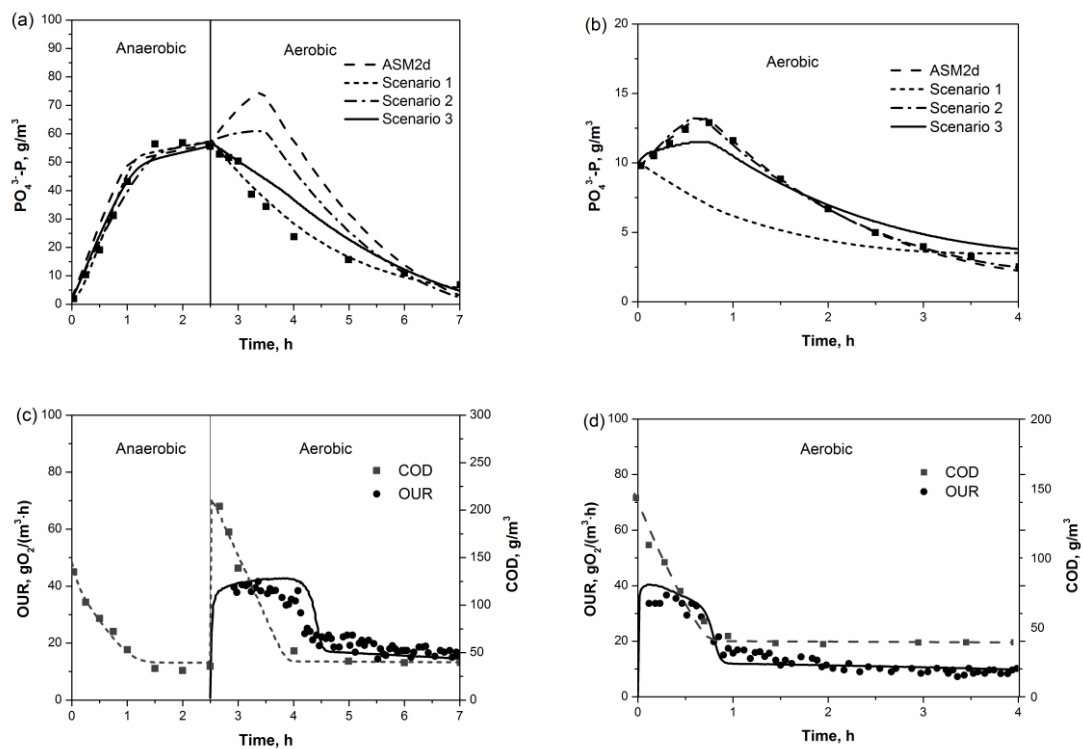 (a)
Anaerobic Aerobic
ASM2d
Scenario 1
Scenario 2
Scenario 3
PO₄³⁻-P, g/m³
100
90
80
70
60
50
40
30
20
10
0
0 1 2 3 4 5 6 7
Time, h
(b)
Aerobic
ASM2d
Scenario 1
Scenario 2
Scenario 3
PO₄³⁻-P, g/m³
20
15
10
5
0
0 1 2 3 4
Time, h
(c)
Anaerobic Aerobic
COD
OUR
OUR, gO₂/(m³·h)
100
80
60
40
20
0
COD, g/m³
300
250
200
150
100
50
0
0 1 2 3 4 5 6 7
Time, h
(d)
Aerobic
COD
OUR
OUR, gO₂/(m³·h)
100
80
60
40
20
0
COD, g/m³
200
160
120
80
40
0
0 1 2 3 4
Time, h